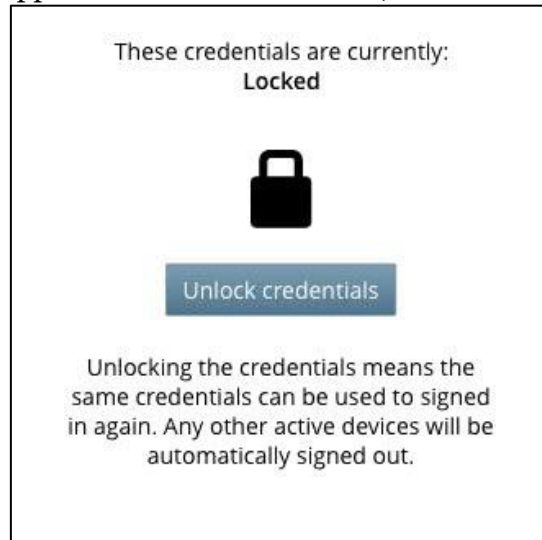 These credentials are currently:
Locked
Unlock credentials
Unlocking the credentials means the
same credentials can be used to signed
in again. Any other active devices will be
automatically signed out.